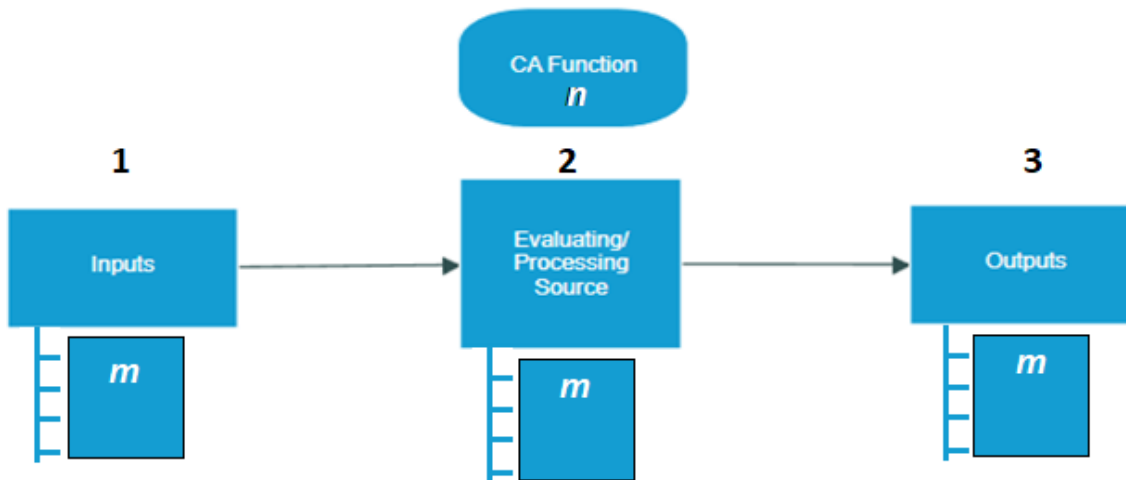 CA Function
n
1
2
3
Inputs
Evaluating/
Processing
Source
Outputs
m
m
m